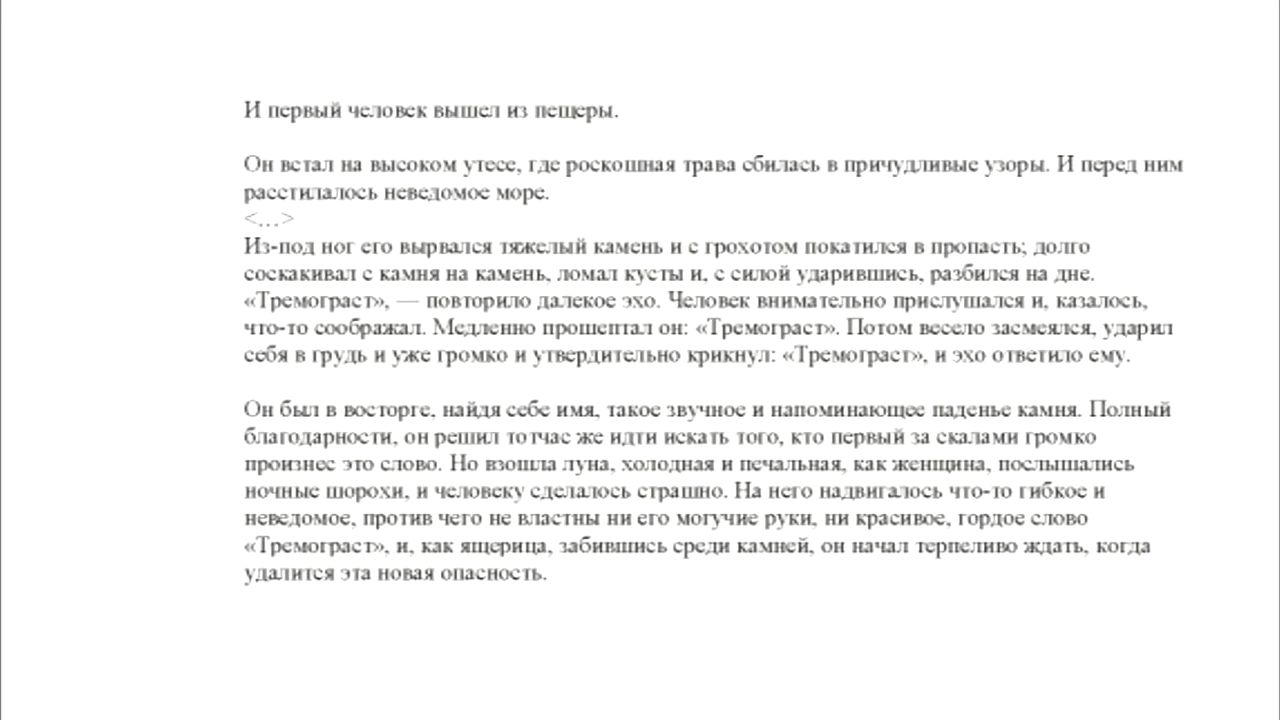 И первый человек вышел из пещеры.
Он встал на высоком утесе, где роскошная трава сбилась в причудливые узоры. И перед ним
расстилалось неведомое море.
<...>
Из-под ног его вырвался тяжелый камень и с грохотом покатился в пропасть; долго
соскакивал с камня на камень, ломал кусты и, с силой ударившись, разбился на дне.
«Тремограст», — повторило далекое эхо. Человек внимательно прислушался и, казалось,
что-то соображал. Медленно прошептал он: «Тремограст». Потом весело засмеялся, ударил
себя в грудь и уже громко и утвердительно крикнул: «Тремограст», и эхо ответило ему.
Он был в восторге, найдя себе имя, такое звучное и напоминающее паденье камня. Полный
благодарности, он решил тотчас же идти искать того, кто первый за скалами громко
произнес это слово. Но взошла луна, холодная и печальная, как женщина, послышались
ночные шорохи, и человеку сделалось страшно. На него надвигалось что-то гибкое и
неведомое, против чего не властны ни его могучие руки, ни красивое, гордое слово
«Тремограст», и, как ящерица, забившись среди камней, он начал терпеливо ждать, когда
удалится эта новая опасность.